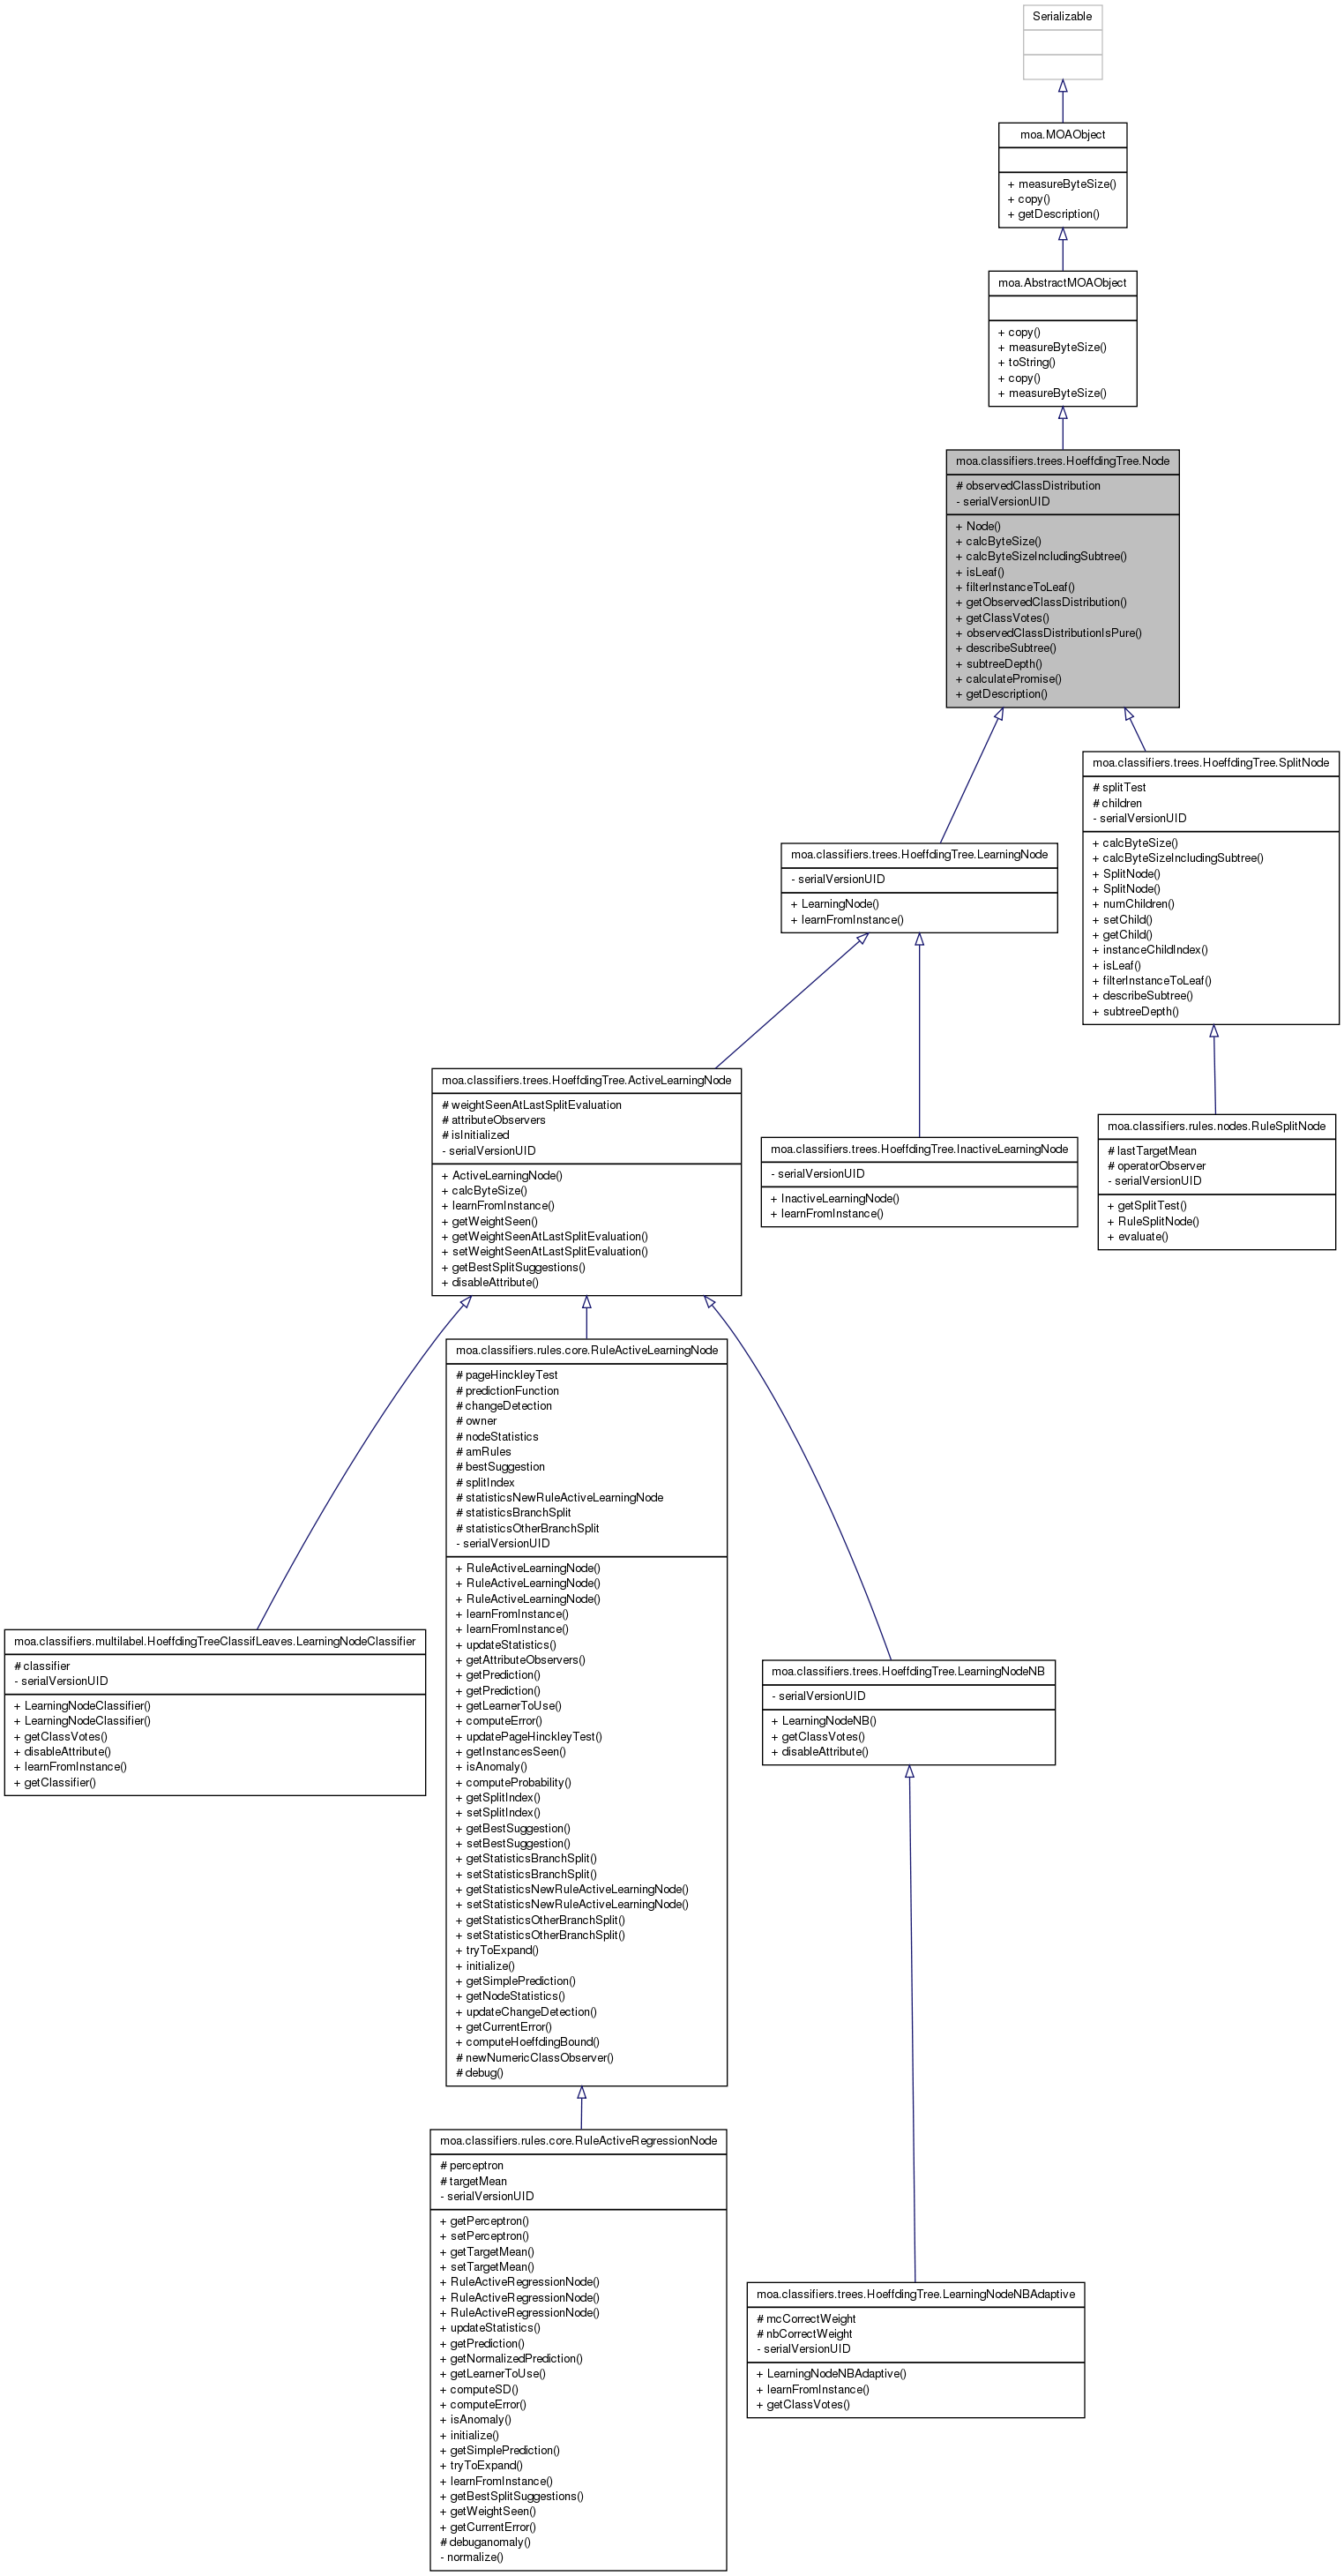 Serializable
moa.MOAObject
+ measureByteSize()
+ copy()
+ getDescription()
moa.AbstractMOAObject
+ copy()
+ measureByteSize()
+ toString()
+ copy()
+ measureByteSize()
moa.classifiers.trees.HoeffdingTree.Node
# observedClassDistribution
- serialVersionUID
+ Node()
+ calcByteSize()
+ calcByteSizeIncludingSubtree()
+ isLeaf()
+ filterInstanceToLeaf()
+ getObservedClassDistribution()
+ getClassVotes()
+ observedClassDistributionIsPure()
+ describeSubtree()
+ subtreeDepth()
+ calculatePromise()
+ getDescription()
moa.classifiers.trees.HoeffdingTree.SplitNode
# splitTest
# children
- serialVersionUID
+ calcByteSize()
+ calcByteSizeIncludingSubtree()
+ SplitNode()
+ SplitNode()
+ numChildren()
+ setChild()
+ getChild()
+ instanceChildIndex()
+ isLeaf()
+ filterInstanceToLeaf()
+ describeSubtree()
+ subtreeDepth()
moa.classifiers.trees.HoeffdingTree.LearningNode
- serialVersionUID
+ LearningNode()
+ learnFromInstance()
moa.classifiers.trees.HoeffdingTree.ActiveLearningNode
# weightSeenAtLastSplitEvaluation
# attributeObservers
# isInitialized
- serialVersionUID
+ ActiveLearningNode()
+ calcByteSize()
+ learnFromInstance()
+ getWeightSeen()
+ getWeightSeenAtLastSplitEvaluation()
+ setWeightSeenAtLastSplitEvaluation()
+ getBestSplitSuggestions()
+ disableAttribute()
moa.classifiers.trees.HoeffdingTree.InactiveLearningNode
- serialVersionUID
+ InactiveLearningNode()
+ learnFromInstance()
moa.classifiers.rules.nodes.RuleSplitNode
# lastTargetMean
# operatorObserver
- serialVersionUID
+ getSplitTest()
+ RuleSplitNode()
+ evaluate()
moa.classifiers.rules.core.RuleActiveLearningNode
# pageHinckleyTest
# predictionFunction
# changeDetection
# owner
# nodeStatistics
# amRules
# bestSuggestion
# splitIndex
# statisticsNewRuleActiveLearningNode
# statisticsBranchSplit
# statisticsOtherBranchSplit
- serialVersionUID
+ RuleActiveLearningNode()
+ RuleActiveLearningNode()
+ RuleActiveLearningNode()
+ learnFromInstance()
+ learnFromInstance()
+ updateStatistics()
+ getAttributeObservers()
+ getPrediction()
+ getPrediction()
+ getLearnerToUse()
+ computeError()
+ updatePageHinckleyTest()
+ getInstancesSeen()
+ isAnomaly()
+ computeProbability()
+ getSplitIndex()
+ setSplitIndex()
+ getBestSuggestion()
+ setBestSuggestion()
+ getStatisticsBranchSplit()
+ setStatisticsBranchSplit()
+ getStatisticsNewRuleActiveLearningNode()
+ setStatisticsNewRuleActiveLearningNode()
+ getStatisticsOtherBranchSplit()
+ setStatisticsOtherBranchSplit()
+ tryToExpand()
+ initialize()
+ getSimplePrediction()
+ getNodeStatistics()
+ updateChangeDetection()
+ getCurrentError()
+ computeHoeffdingBound()
# newNumericClassObserver()
# debug()
moa.classifiers.multilabel.HoeffdingTreeClassifLeaves.LearningNodeClassifier
# classifier
- serialVersionUID
+ LearningNodeClassifier()
+ LearningNodeClassifier()
+ getClassVotes()
+ disableAttribute()
+ learnFromInstance()
+ getClassifier()
moa.classifiers.trees.HoeffdingTree.LearningNodeNB
- serialVersionUID
+ LearningNodeNB()
+ getClassVotes()
+ disableAttribute()
moa.classifiers.rules.core.RuleActiveRegressionNode
# perceptron
# targetMean
- serialVersionUID
+ getPerceptron()
+ setPerceptron()
+ getTargetMean()
+ setTargetMean()
+ RuleActiveRegressionNode()
+ RuleActiveRegressionNode()
+ RuleActiveRegressionNode()
+ updateStatistics()
+ getPrediction()
+ getNormalizedPrediction()
+ getLearnerToUse()
+ computeSD()
+ computeError()
+ isAnomaly()
+ initialize()
+ getSimplePrediction()
+ tryToExpand()
+ learnFromInstance()
+ getBestSplitSuggestions()
+ getWeightSeen()
+ getCurrentError()
# debuganomaly()
- normalize()
moa.classifiers.trees.HoeffdingTree.LearningNodeNBAdaptive
# mcCorrectWeight
# nbCorrectWeight
- serialVersionUID
+ LearningNodeNBAdaptive()
+ learnFromInstance()
+ getClassVotes()